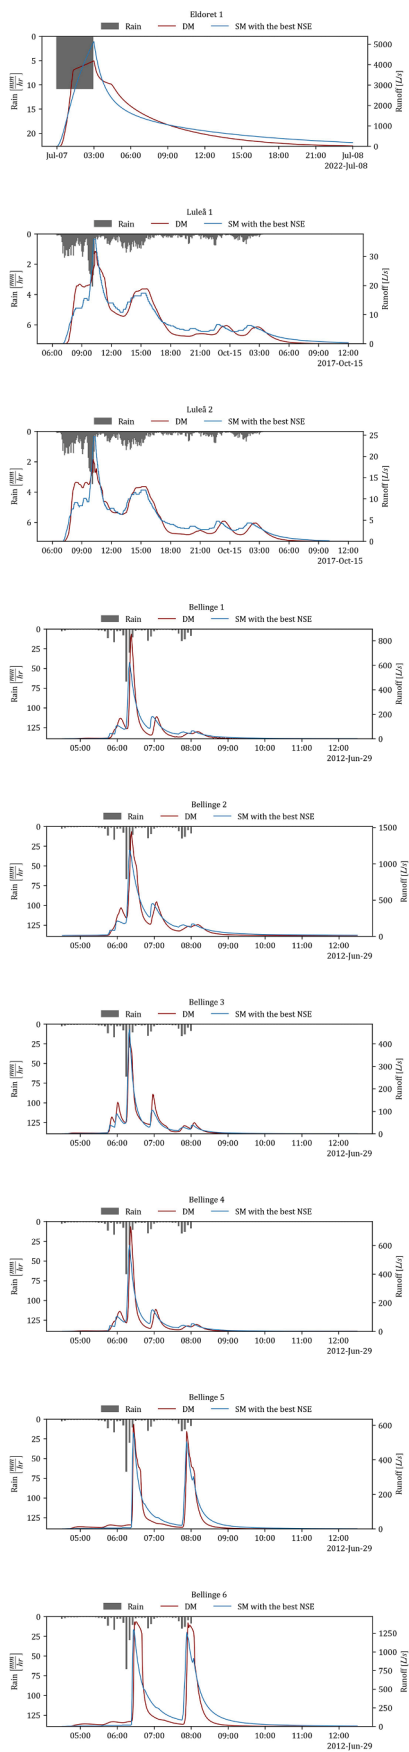 Eldoret 1
Rain DM SM with the best NSE
Rain [mm/hr]
0
5
10
15
20
Runoff [L/s]
5000
4000
3000
2000
1000
0
Jul-07 03:00 06:00 09:00 12:00 15:00 18:00 21:00 Jul-08
2022-Jul-08
Luleå 1
Rain DM SM with the best NSE
Rain [mm/hr]
0
2
4
6
Runoff [L/s]
30
20
10
0
06:00 09:00 12:00 15:00 18:00 21:00 Oct-15 03:00 06:00 09:00 12:00
2017-Oct-15
Luleå 2
Rain DM SM with the best NSE
Rain [mm/hr]
0
2
4
6
Runoff [L/s]
25
20
15
10
5
0
06:00 09:00 12:00 15:00 18:00 21:00 Oct-15 03:00 06:00 09:00 12:00
2017-Oct-15
Bellinge 1
Rain DM SM with the best NSE
Rain [mm/hr]
0
25
50
75
100
125
Runoff [L/s]
800
600
400
200
0
05:00 06:00 07:00 08:00 09:00 10:00 11:00 12:00
2012-Jun-29
Bellinge 2
Rain DM SM with the best NSE
Rain [mm/hr]
0
25
50
75
100
125
Runoff [L/s]
1500
1000
500
0
05:00 06:00 07:00 08:00 09:00 10:00 11:00 12:00
2012-Jun-29
Bellinge 3
Rain DM SM with the best NSE
Rain [mm/hr]
0
25
50
75
100
125
Runoff [L/s]
400
300
200
100
0
05:00 06:00 07:00 08:00 09:00 10:00 11:00 12:00
2012-Jun-29
Bellinge 4
Rain DM SM with the best NSE
Rain [mm/hr]
0
25
50
75
100
125
Runoff [L/s]
600
400
200
0
05:00 06:00 07:00 08:00 09:00 10:00 11:00 12:00
2012-Jun-29
Bellinge 5
Rain DM SM with the best NSE
Rain [mm/hr]
0
25
50
75
100
125
Runoff [L/s]
600
400
200
0
05:00 06:00 07:00 08:00 09:00 10:00 11:00 12:00
2012-Jun-29
Bellinge 6
Rain DM SM with the best NSE
Rain [mm/hr]
0
25
50
75
100
125
Runoff [L/s]
1250
1000
750
500
250
0
05:00 06:00 07:00 08:00 09:00 10:00 11:00 12:00
2012-Jun-29